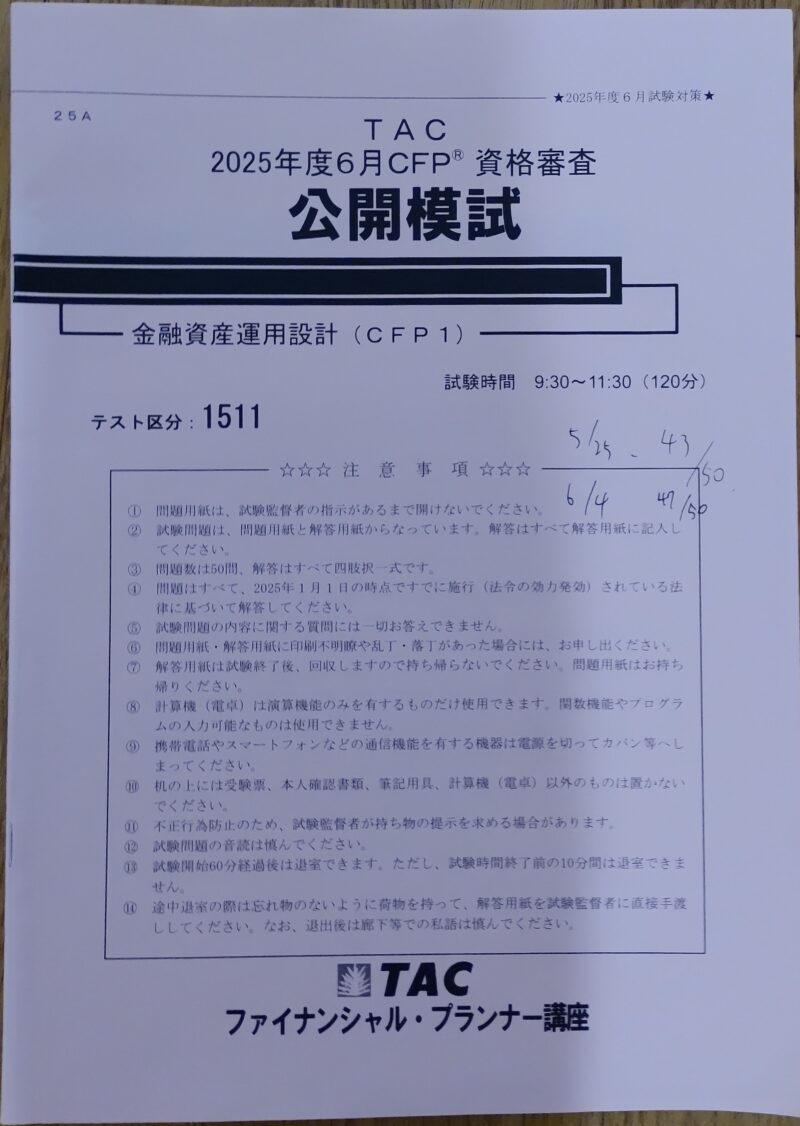 ★2025年度6月試験対策★
25A
TAC
2025年度6月CFP® 資格審査
公開模試
金融資産運用設計(CFP1)
試験時間 9:30〜11:30(120分)
テスト区分:1511
5/25 - 43/50
6/4 47/50
☆☆☆ 注意事項 ☆☆☆
① 問題用紙は、試験監督者の指示があるまで開けないでください。
② 試験問題は、問題用紙と解答用紙からなっています。解答はすべて解答用紙に記入し
てください。
③ 問題数は50問、解答はすべて四肢択一式です。
④ 問題はすべて、2025年1月1日の時点ですでに施行(法令の効力発効)されている法
律に基づいて解答してください。
⑤ 試験問題の内容に関する質問には一切お答えできません。
⑥ 問題用紙・解答用紙に印刷不明瞭や乱丁・落丁があった場合には、お申し出ください。
⑦ 解答用紙は試験終了後、回収しますので持ち帰らないでください。問題用紙はお持ち
帰りください。
⑧ 計算機(電卓)は演算機能のみを有するものだけ使用できます。関数機能やプログラ
ムの入力可能なものは使用できません。
⑨ 携帯電話やスマートフォンなどの通信機能を有する機器は電源を切ってカバン等へし
まってください。
⑩ 机の上には受験票、本人確認書類、筆記用具、計算機(電卓)以外のものは置かない
でください。
⑪ 不正行為防止のため、試験監督者が持ち物の提示を求める場合があります。
⑫ 試験問題の音読は慎んでください。
⑬ 試験開始60分経過後は退室できます。ただし、試験時間終了前の10分間は退室できま
せん。
⑭ 途中退室の際は忘れ物のないように荷物を持って、解答用紙を試験監督者に直接手渡
ししてください。なお、退出後は廊下等での私語は慎んでください。
TAC
ファイナンシャル・プランナー講座